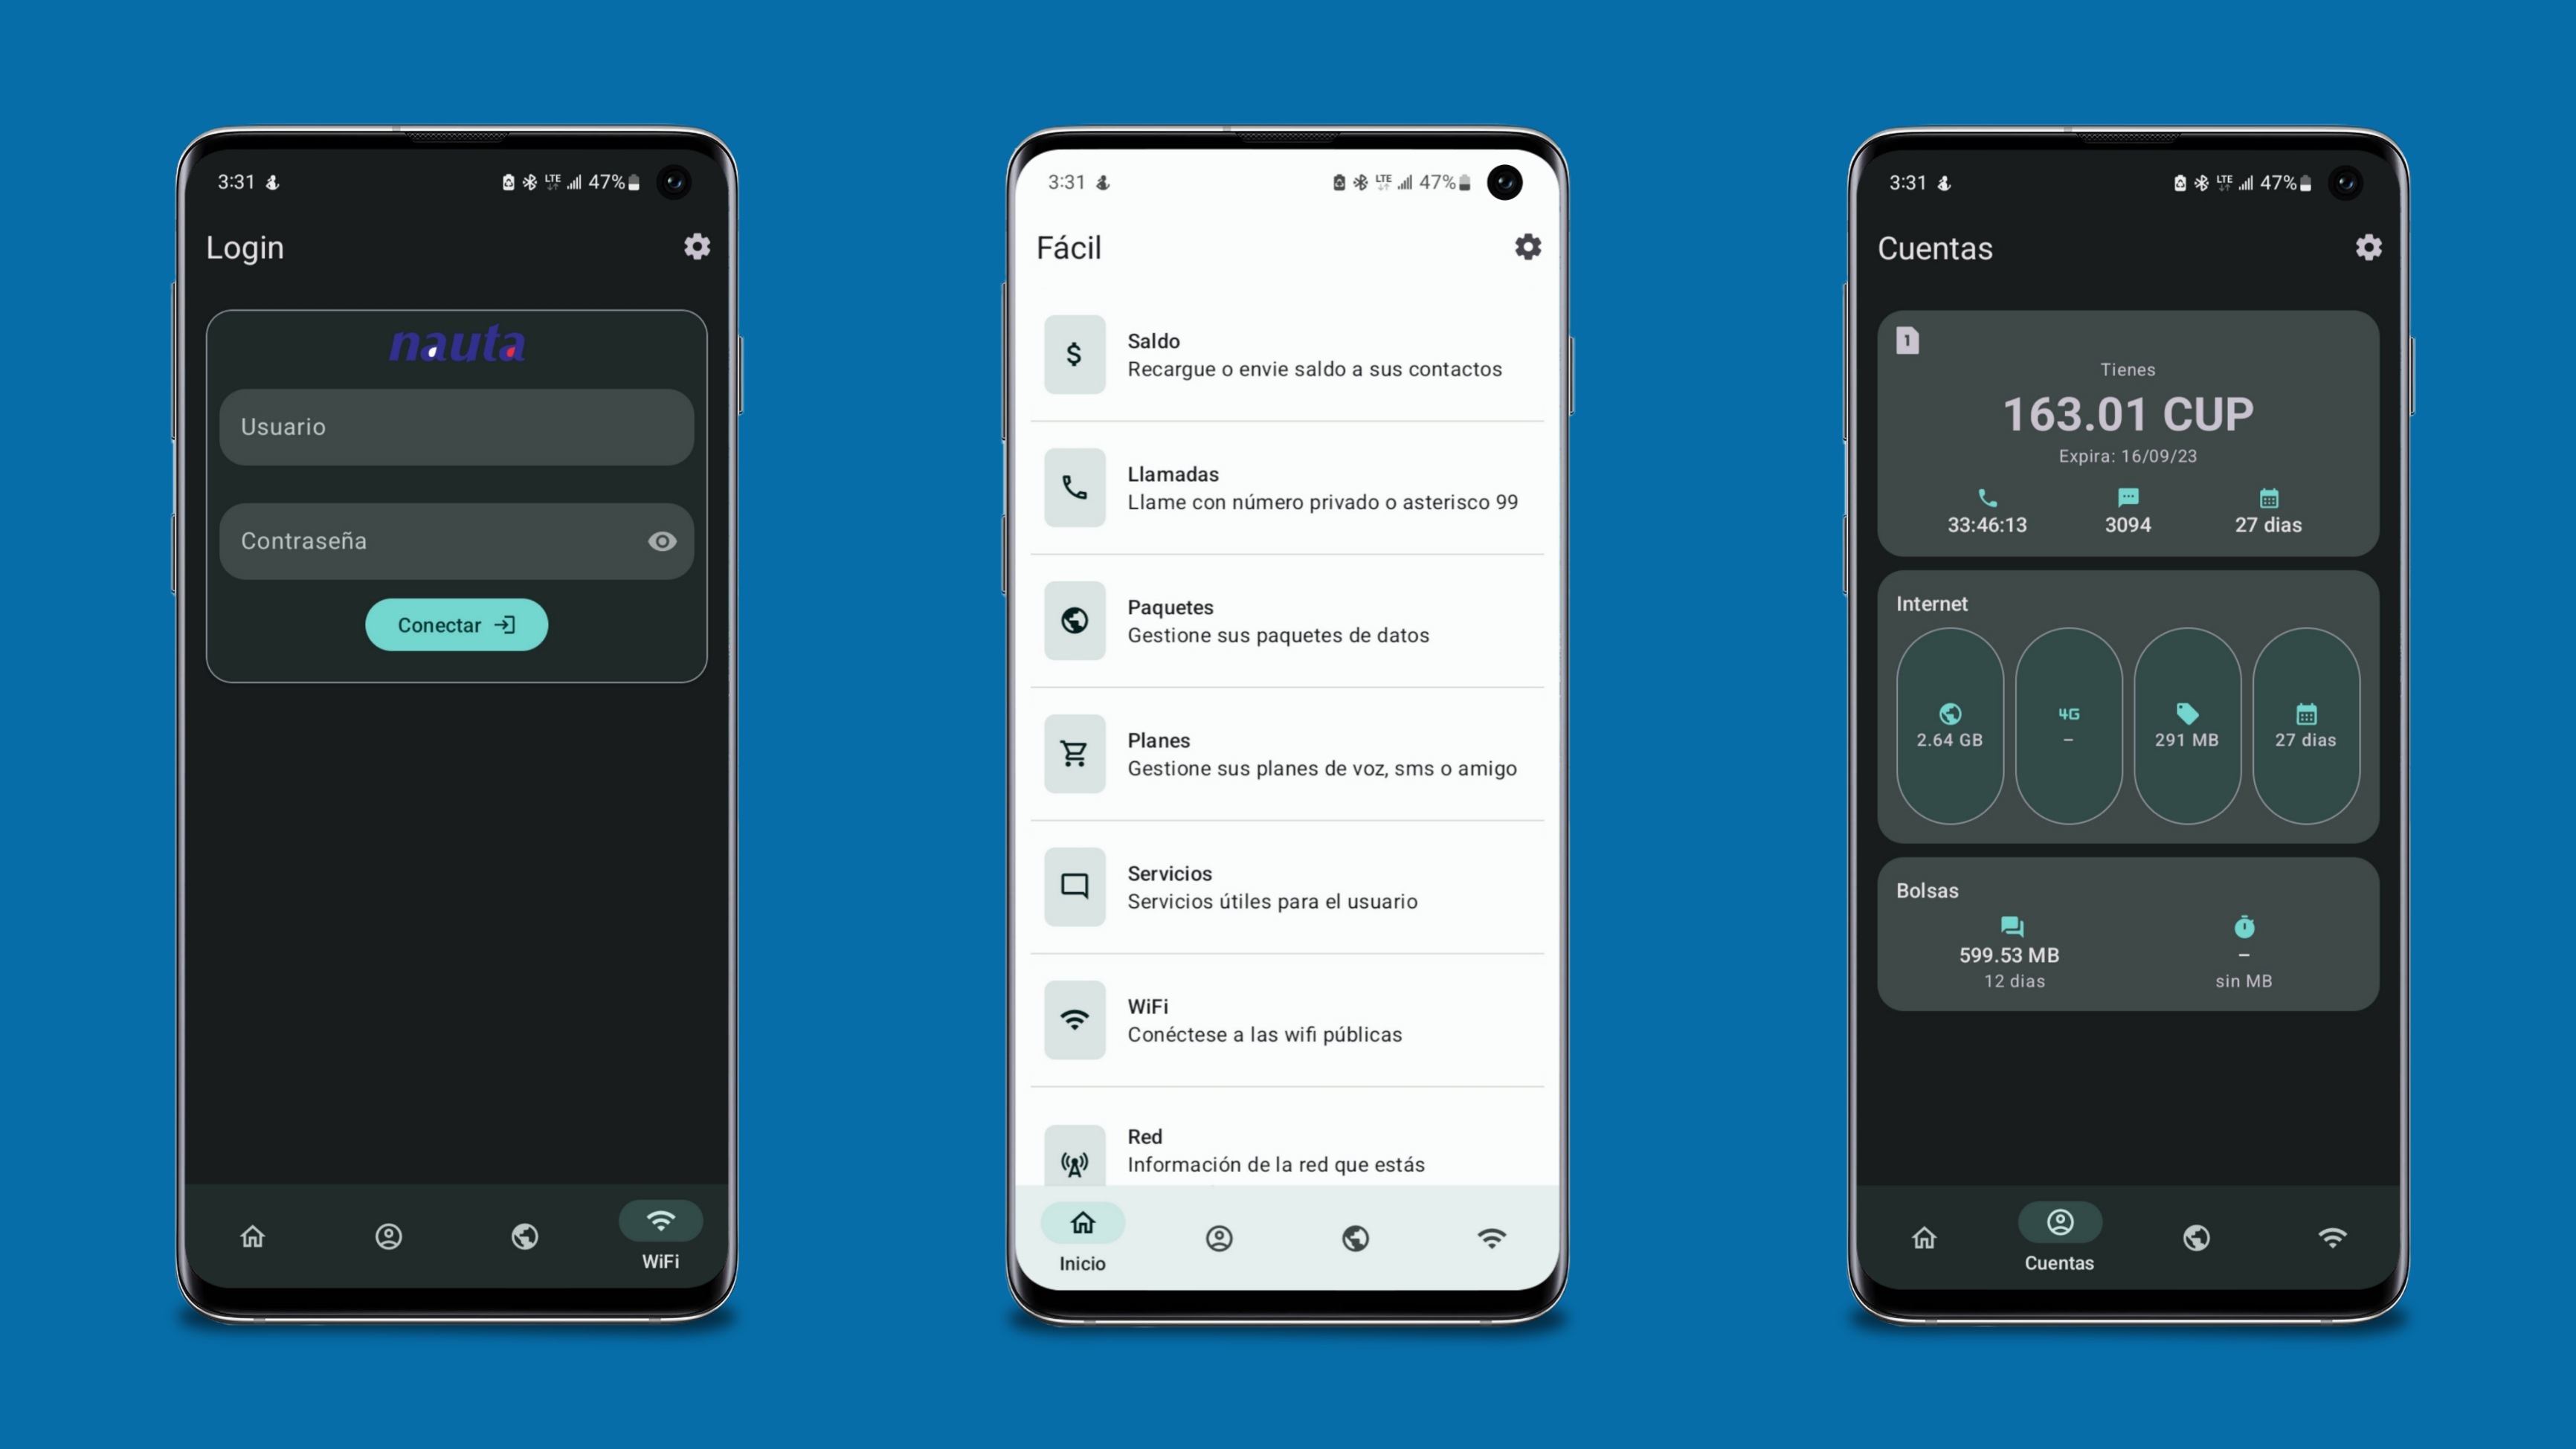 3:31
LTE
47%
Login
nauta
Usuario
Contraseña
Conectar
WiFi
3:31
LTE
47%
Fácil
$
Saldo
Recargue o envie saldo a sus contactos
Llamadas
Llame con número privado o asterisco 99
Paquetes
Gestione sus paquetes de datos
Planes
Gestione sus planes de voz, sms o amigo
Servicios
Servicios útiles para el usuario
WiFi
Conéctese a las wifi públicas
Red
Información de la red que estás
Inicio
3:31
LTE
47%
Cuentas
1
Tienes
163.01 CUP
Expira: 16/09/23
33:46:13 3094 27 dias
Internet
4G
2.64 GB – 291 MB 27 dias
Bolsas
599.53 MB –
12 dias sin MB
Cuentas